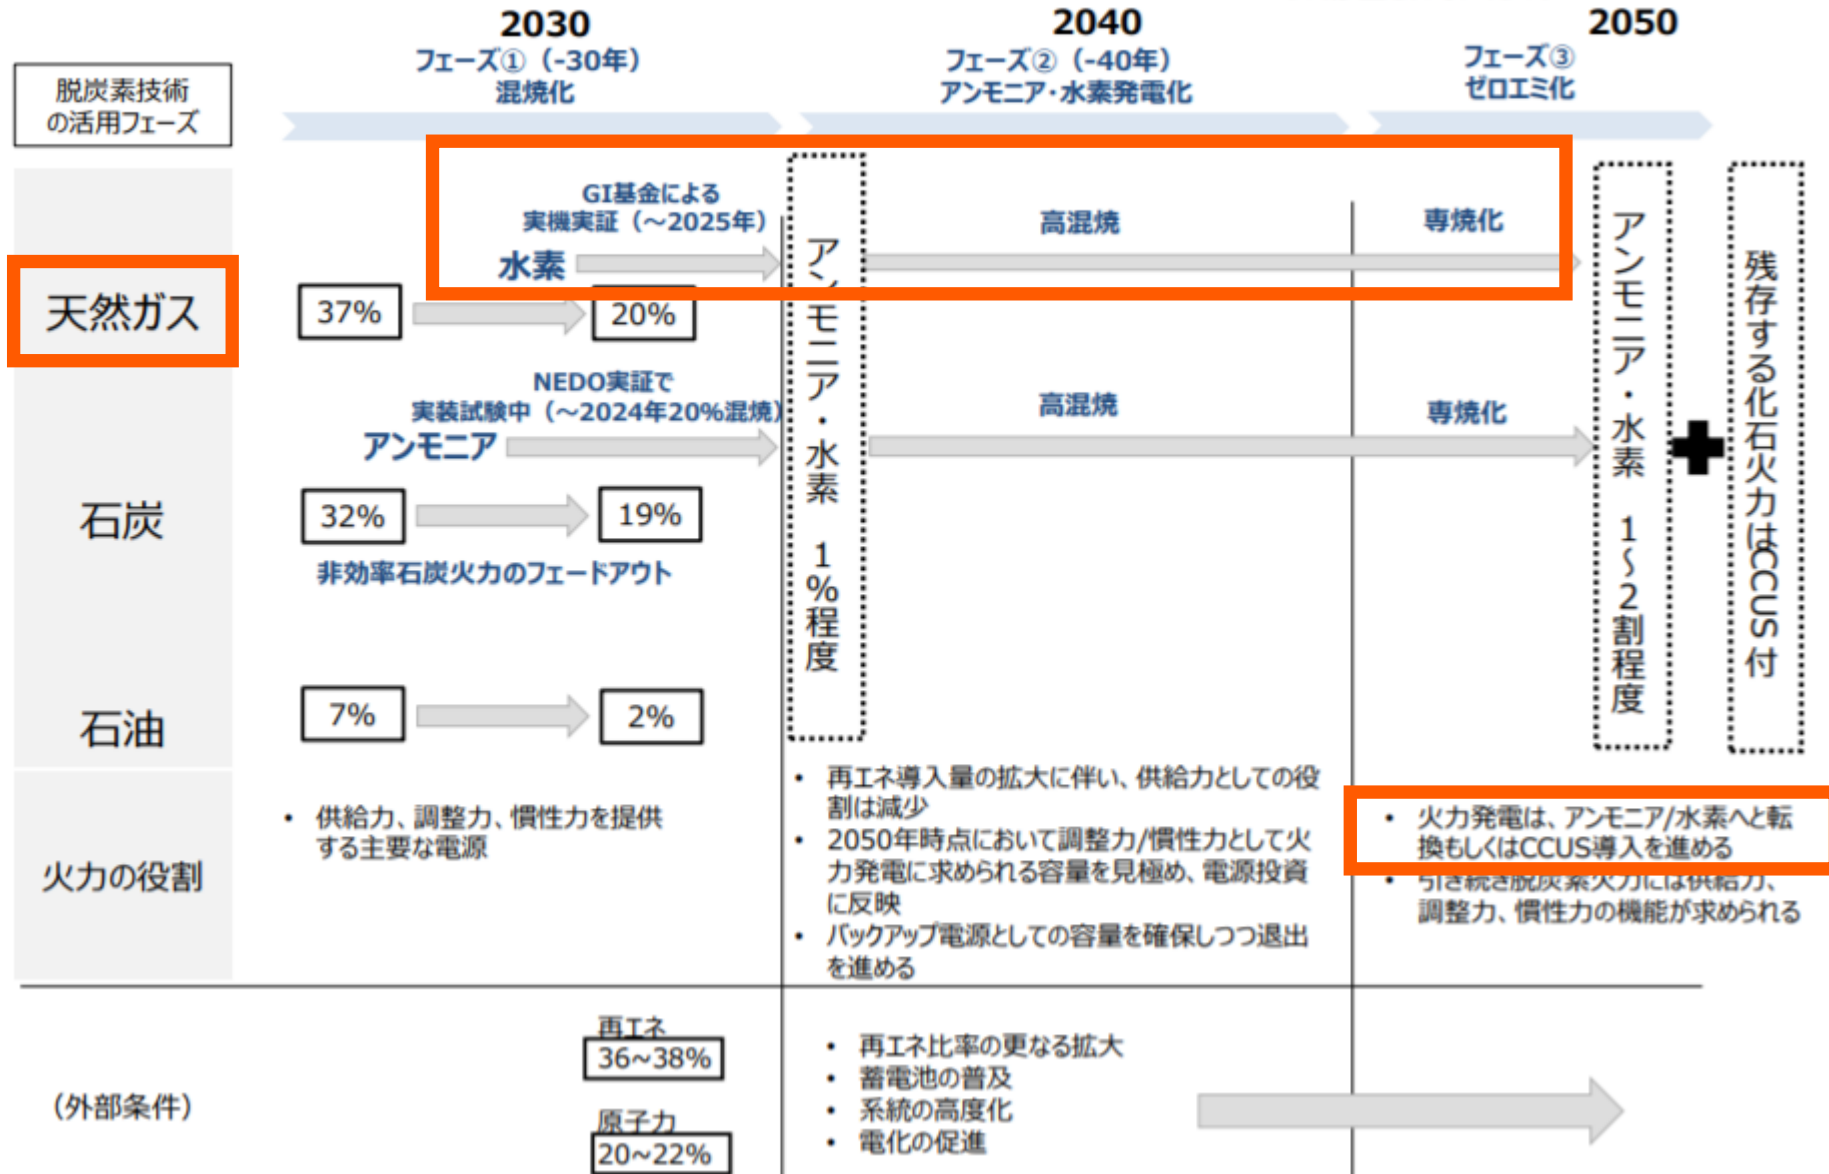 2030
2040
2050
フェーズ①（-30年）
混焼化
フェーズ②（-40年）
アンモニア・水素発電化
フェーズ③
ゼロエミ化
脱炭素技術
の活用フェーズ
GI基金による
実機実証（～2025年）
水素
高混焼
専焼化
天然ガス
37%
20%
NEDO実証で
実装試験中（～2024年20%混焼）
アンモニア
高混焼
専焼化
石炭
32%
19%
非効率石炭火力のフェードアウト
石油
7%
2%
アンモニア・水素　1%程度
アンモニア・水素　1～2割程度
残存する化石火力はCCUS付
火力の役割
• 供給力、調整力、慣性力を提供
する主要な電源
• 再エネ導入量の拡大に伴い、供給力としての役
割は減少
• 2050年時点において調整力/慣性力として火
力発電に求められる容量を見極め、電源投資
に反映
• バックアップ電源としての容量を確保しつつ退出
を進める
• 火力発電は、アンモニア/水素へと転
換もしくはCCUS導入を進める
• 引き続き脱炭素火力には供給力、
調整力、慣性力の機能が求められる
（外部条件）
再エネ
36~38%
原子力
20~22%
• 再エネ比率の更なる拡大
• 蓄電池の普及
• 系統の高度化
• 電化の促進